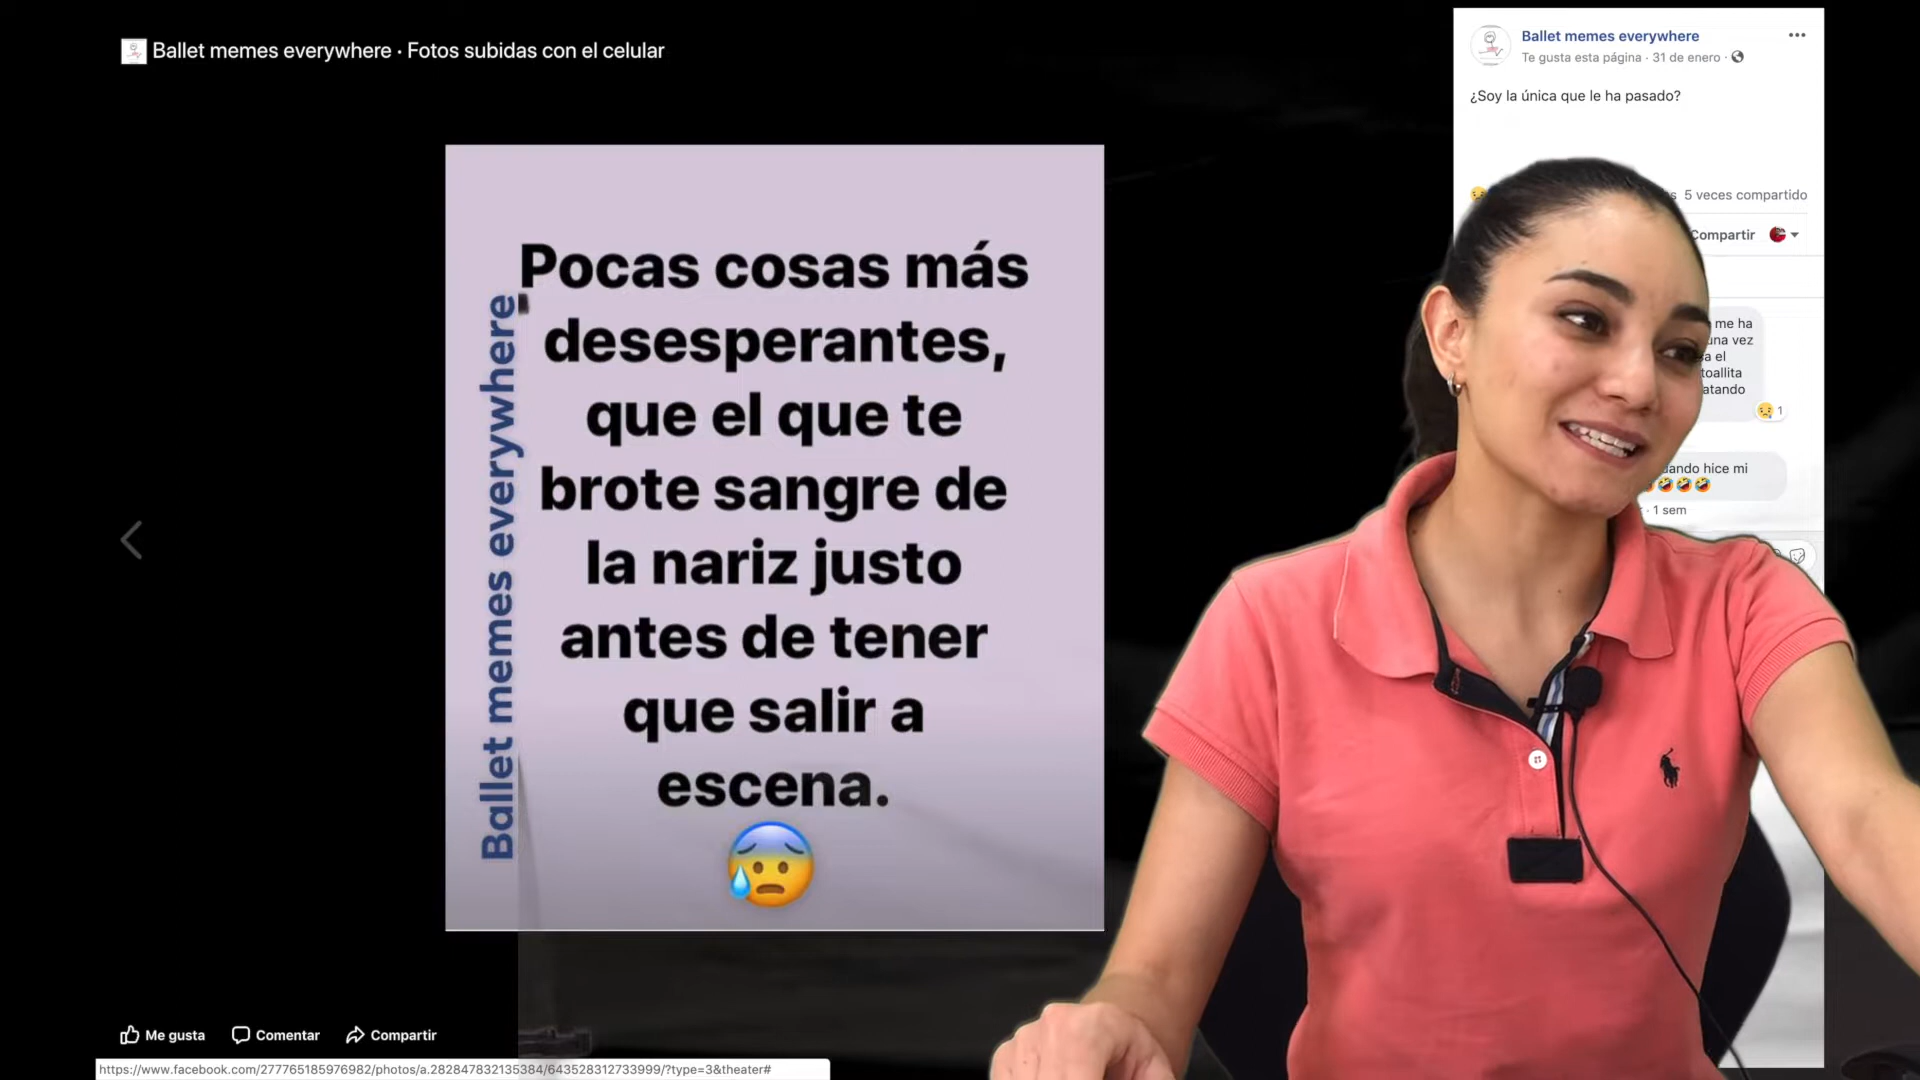 Ballet memes everywhere · Fotos subidas con el celular
Ballet memes everywhere
Pocas cosas más
desesperantes,
que el que te
brote sangre de
la nariz justo
antes de tener
que salir a
escena.
Ballet memes everywhere
Te gusta esta página · 31 de enero ·
¿Soy la única que le ha pasado?
5 veces compartido
Compartir
me ha
una vez
el
toallita
1
hice mi
· 1 sem
Me gusta Comentar Compartir
https://www.facebook.com/277765185976982/photos/a.282847832135384/643528312733999/?type=3&theater#